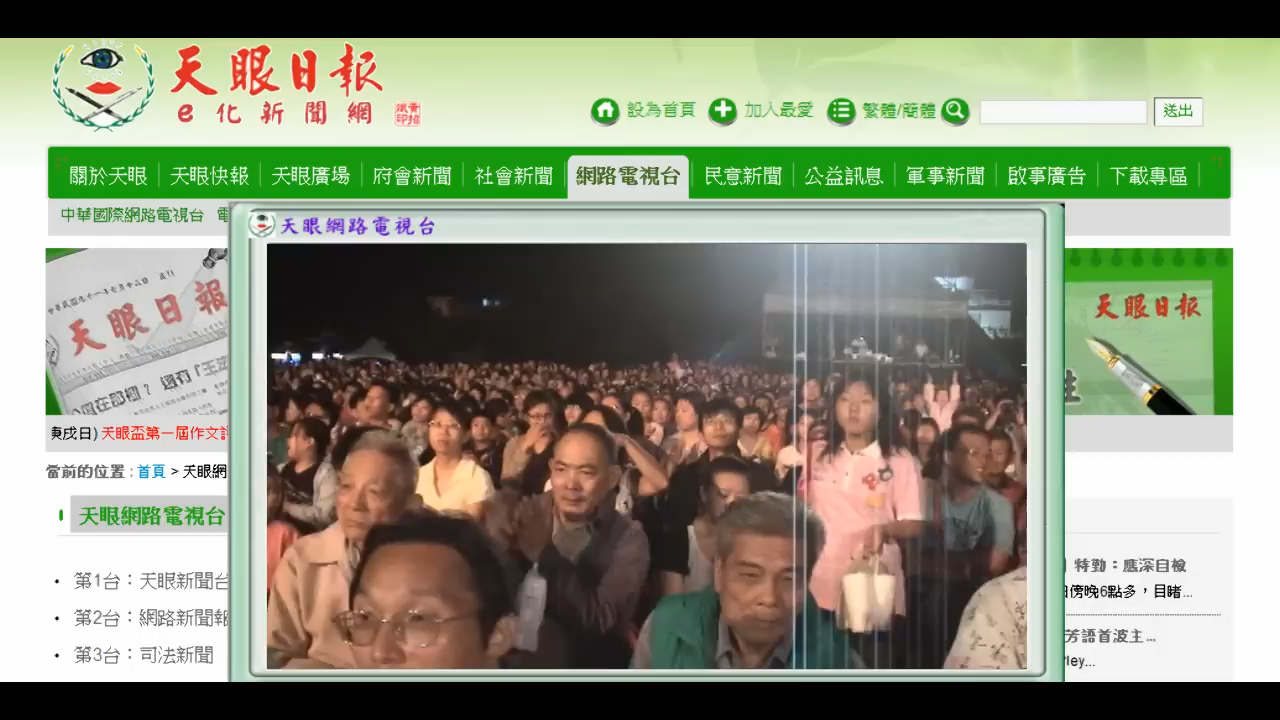 天眼日報
e化新聞網
設為首頁 加入最愛 繁體/簡體 送出
關於天眼 天眼快報 天眼廣場 府會新聞 社會新聞 網路電視台 民意新聞 公益訊息 軍事新聞 啟事廣告 下載專區
中華國際網路電視台 電
天眼網路電視台
天眼日報
天眼日報
庚戌日) 天眼盃第一屆作文
當前的位置 : 首頁 > 天眼網
天眼網路電視台
第1台：天眼新聞台
特勤：應深自檢
日傍晚6點多，目睹...
第2台：網路新聞報
芳語首波主...
第3台：司法新聞